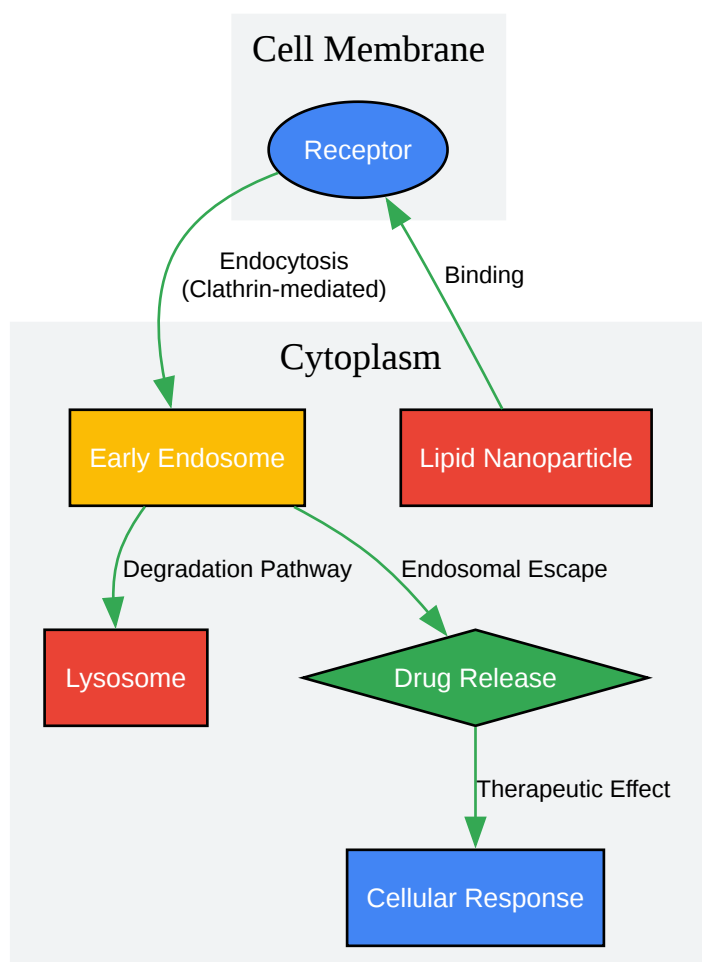 Cell Membrane
Receptor
Endocytosis
(Clathrin-mediated)
Binding
Cytoplasm
Early Endosome
Lipid Nanoparticle
Degradation Pathway
Endosomal Escape
Lysosome
Drug Release
Therapeutic Effect
Cellular Response